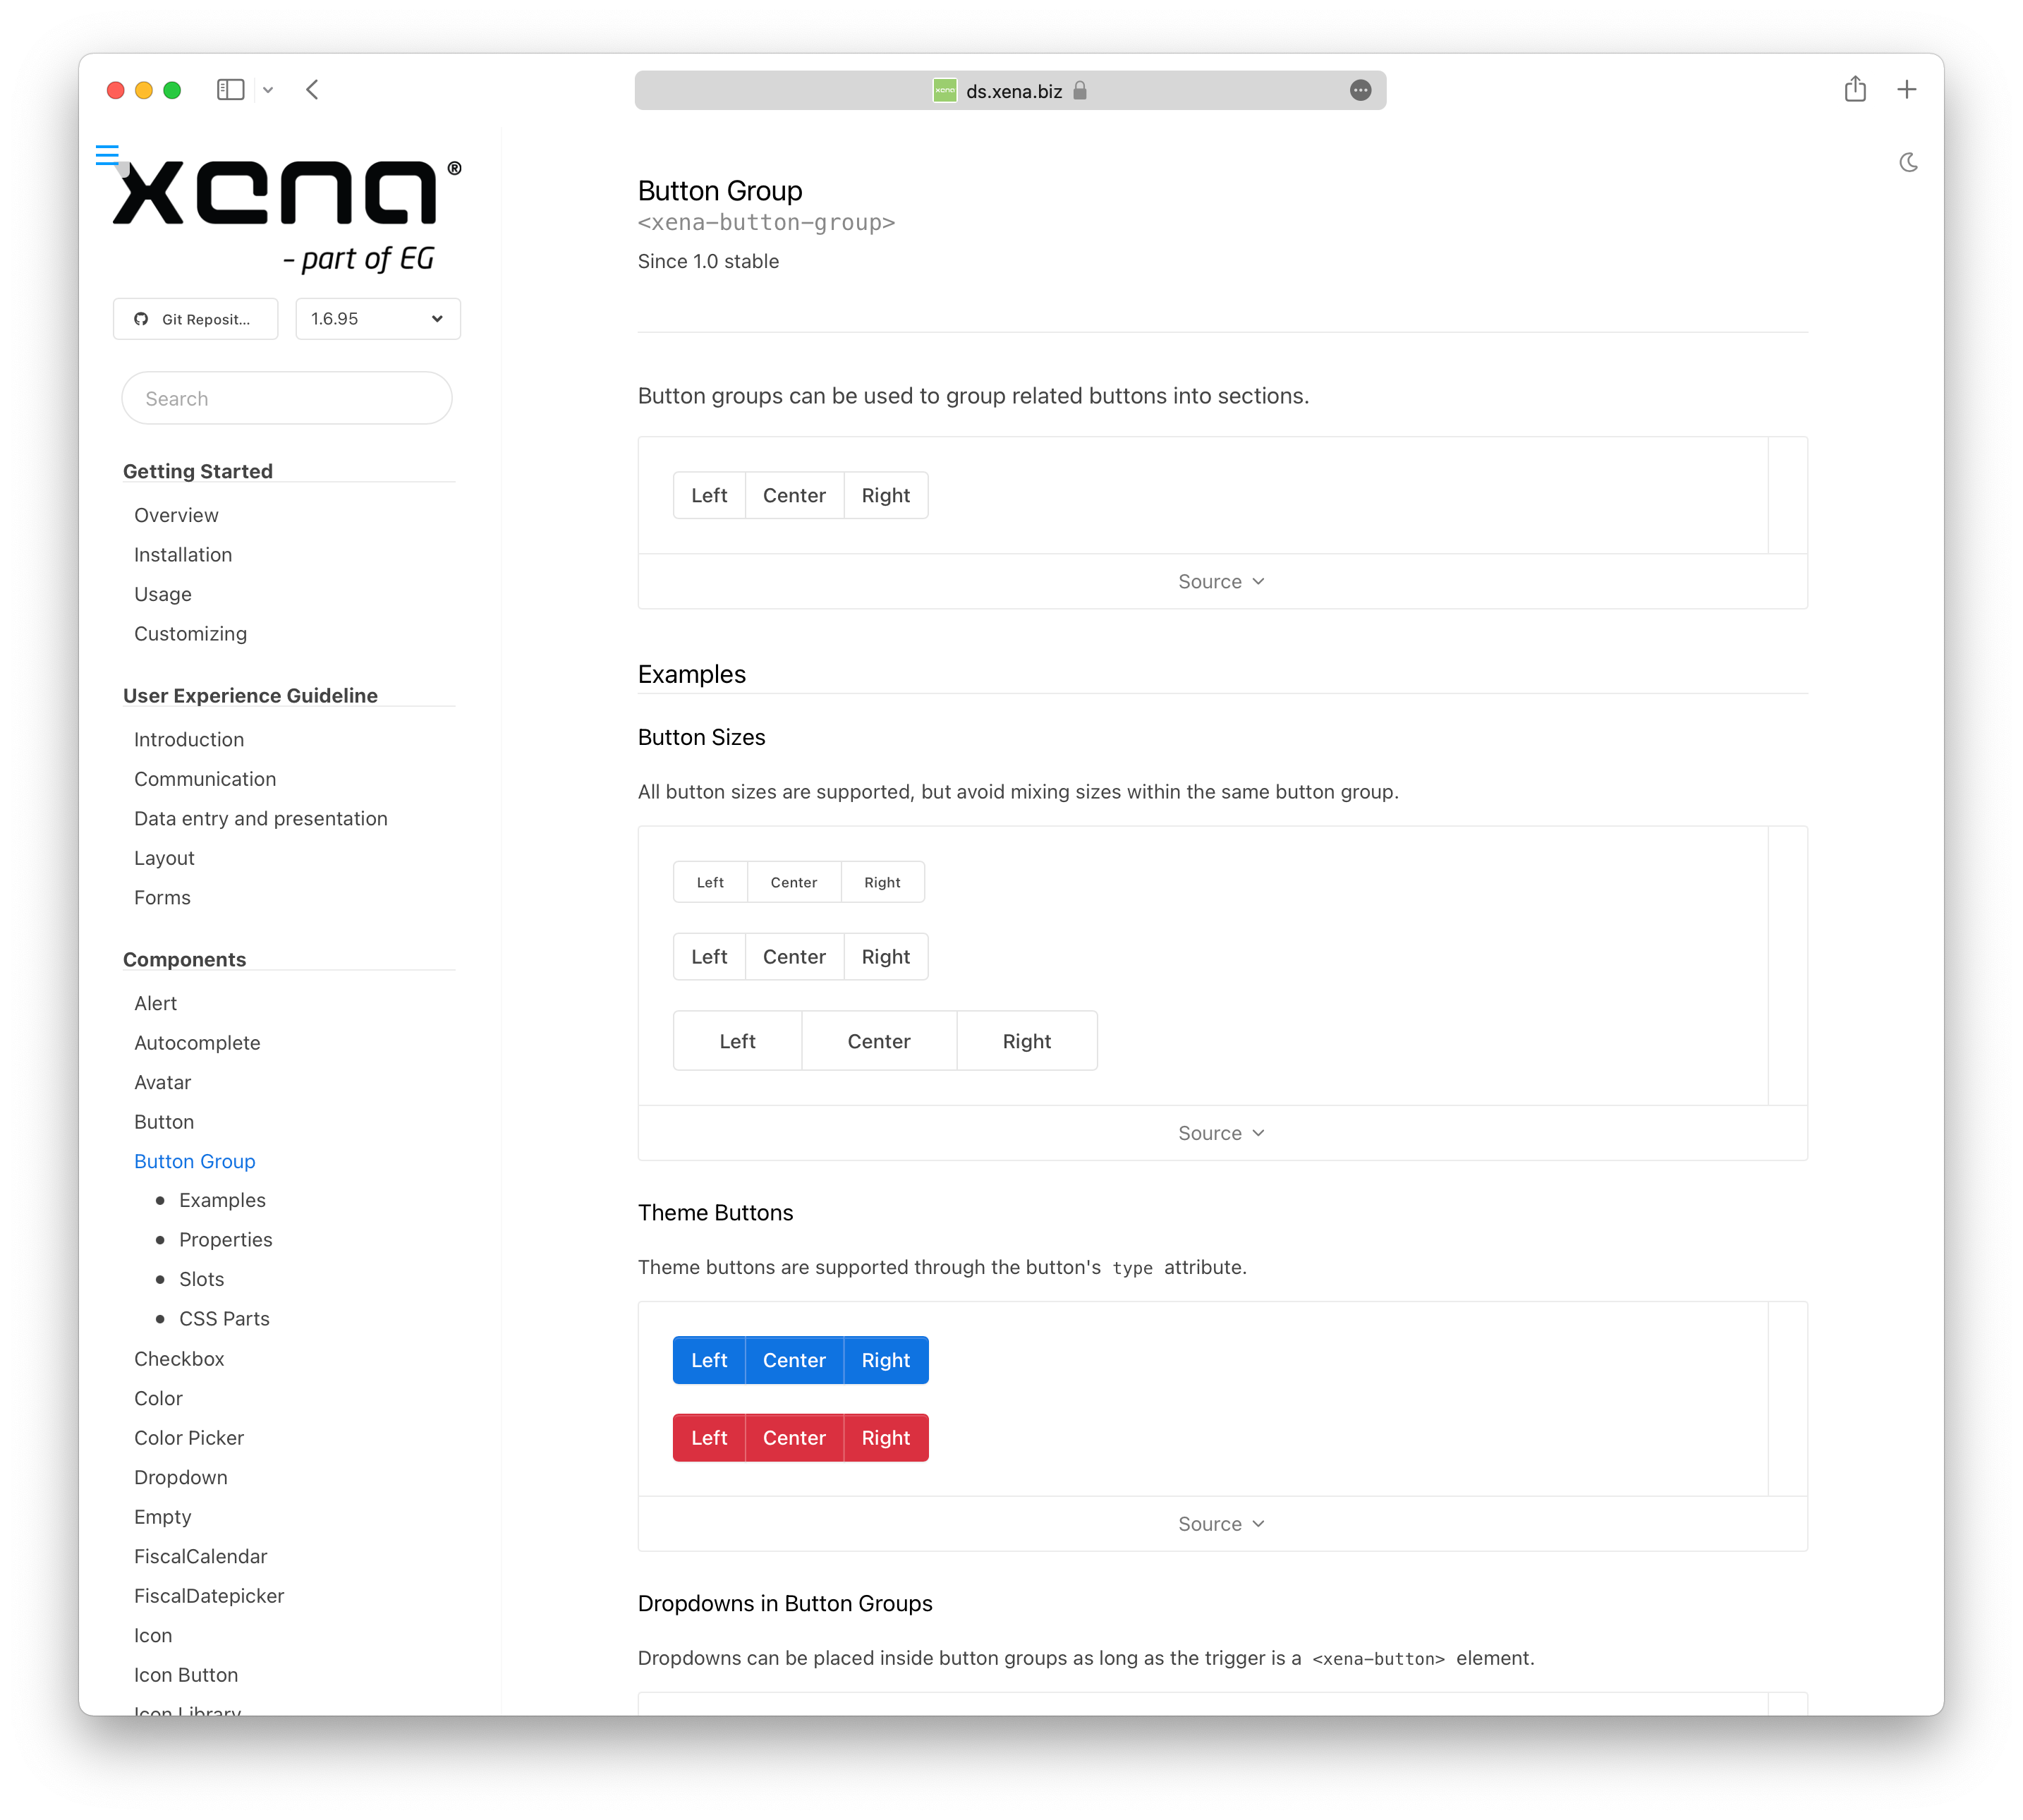 xena
ds.xena.biz
xena®
– part of EG
Git Reposit...
1.6.95
Search
Getting Started
Overview
Installation
Usage
Customizing
User Experience Guideline
Introduction
Communication
Data entry and presentation
Layout
Forms
Components
Alert
Autocomplete
Avatar
Button
Button Group
Examples
Properties
Slots
CSS Parts
Checkbox
Color
Color Picker
Dropdown
Empty
FiscalCalendar
FiscalDatepicker
Icon
Icon Button
Icon Library
Button Group
<xena-button-group>
Since 1.0 stable
Button groups can be used to group related buttons into sections.
Left Center Right
Source
Examples
Button Sizes
All button sizes are supported, but avoid mixing sizes within the same button group.
Left Center Right
Left Center Right
Left Center Right
Source
Theme Buttons
Theme buttons are supported through the button's type attribute.
Left Center Right
Left Center Right
Source
Dropdowns in Button Groups
Dropdowns can be placed inside button groups as long as the trigger is a <xena-button> element.